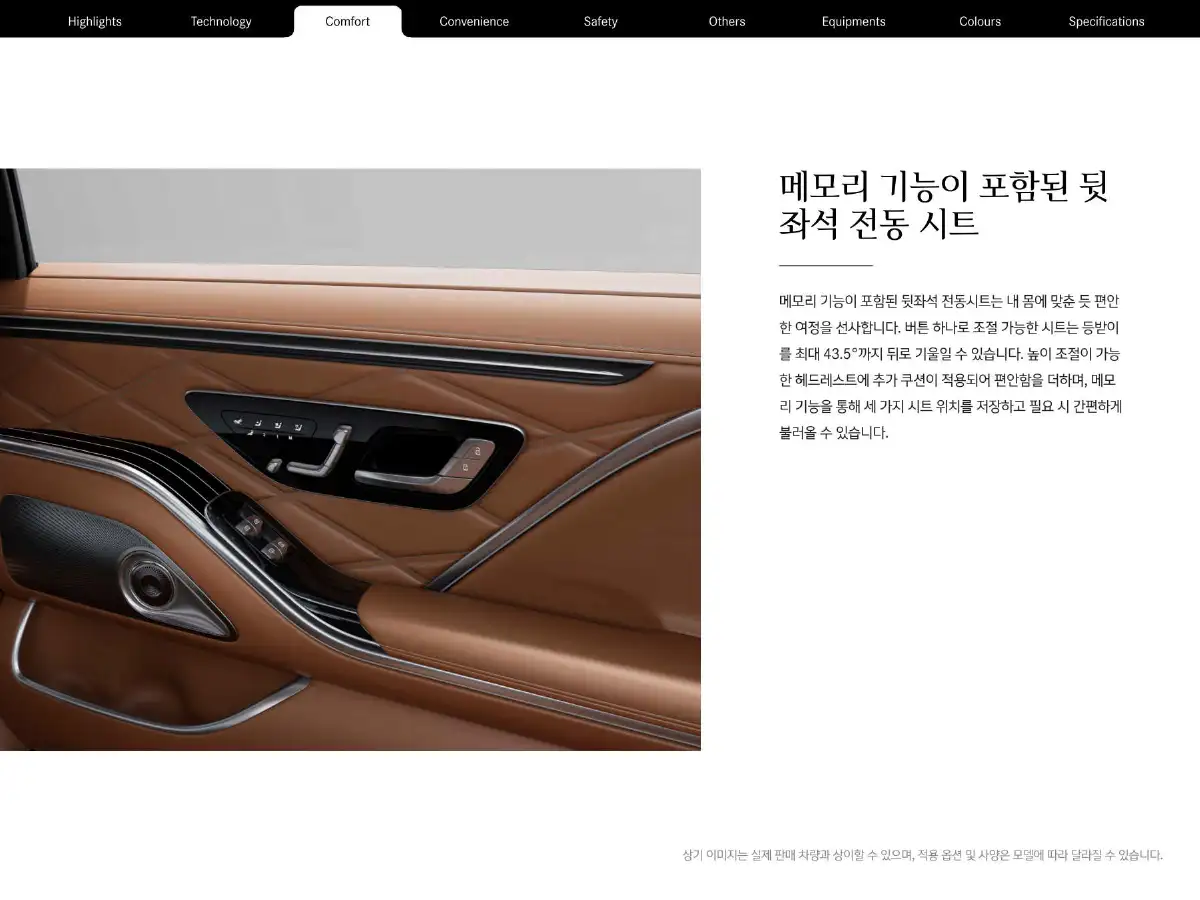 Highlights
Technology
Comfort
Convenience
Safety
Others
Equipments
Colours
Specifications
메모리 기능이 포함된 뒷
좌석 전동 시트
메모리 기능이 포함된 뒷좌석 전동시트는 내 몸에 맞춘 듯 편안
한 여정을 선사합니다. 버튼 하나로 조절 가능한 시트는 등받이
를 최대 43.5°까지 뒤로 기울일 수 있습니다. 높이 조절이 가능
한 헤드레스트에 추가 쿠션이 적용되어 편안함을 더하며, 메모
리 기능을 통해 세 가지 시트 위치를 저장하고 필요 시 간편하게
불러올 수 있습니다.
상기 이미지는 실제 판매 차량과 상이할 수 있으며, 적용 옵션 및 사양은 모델에 따라 달라질 수 있습니다.